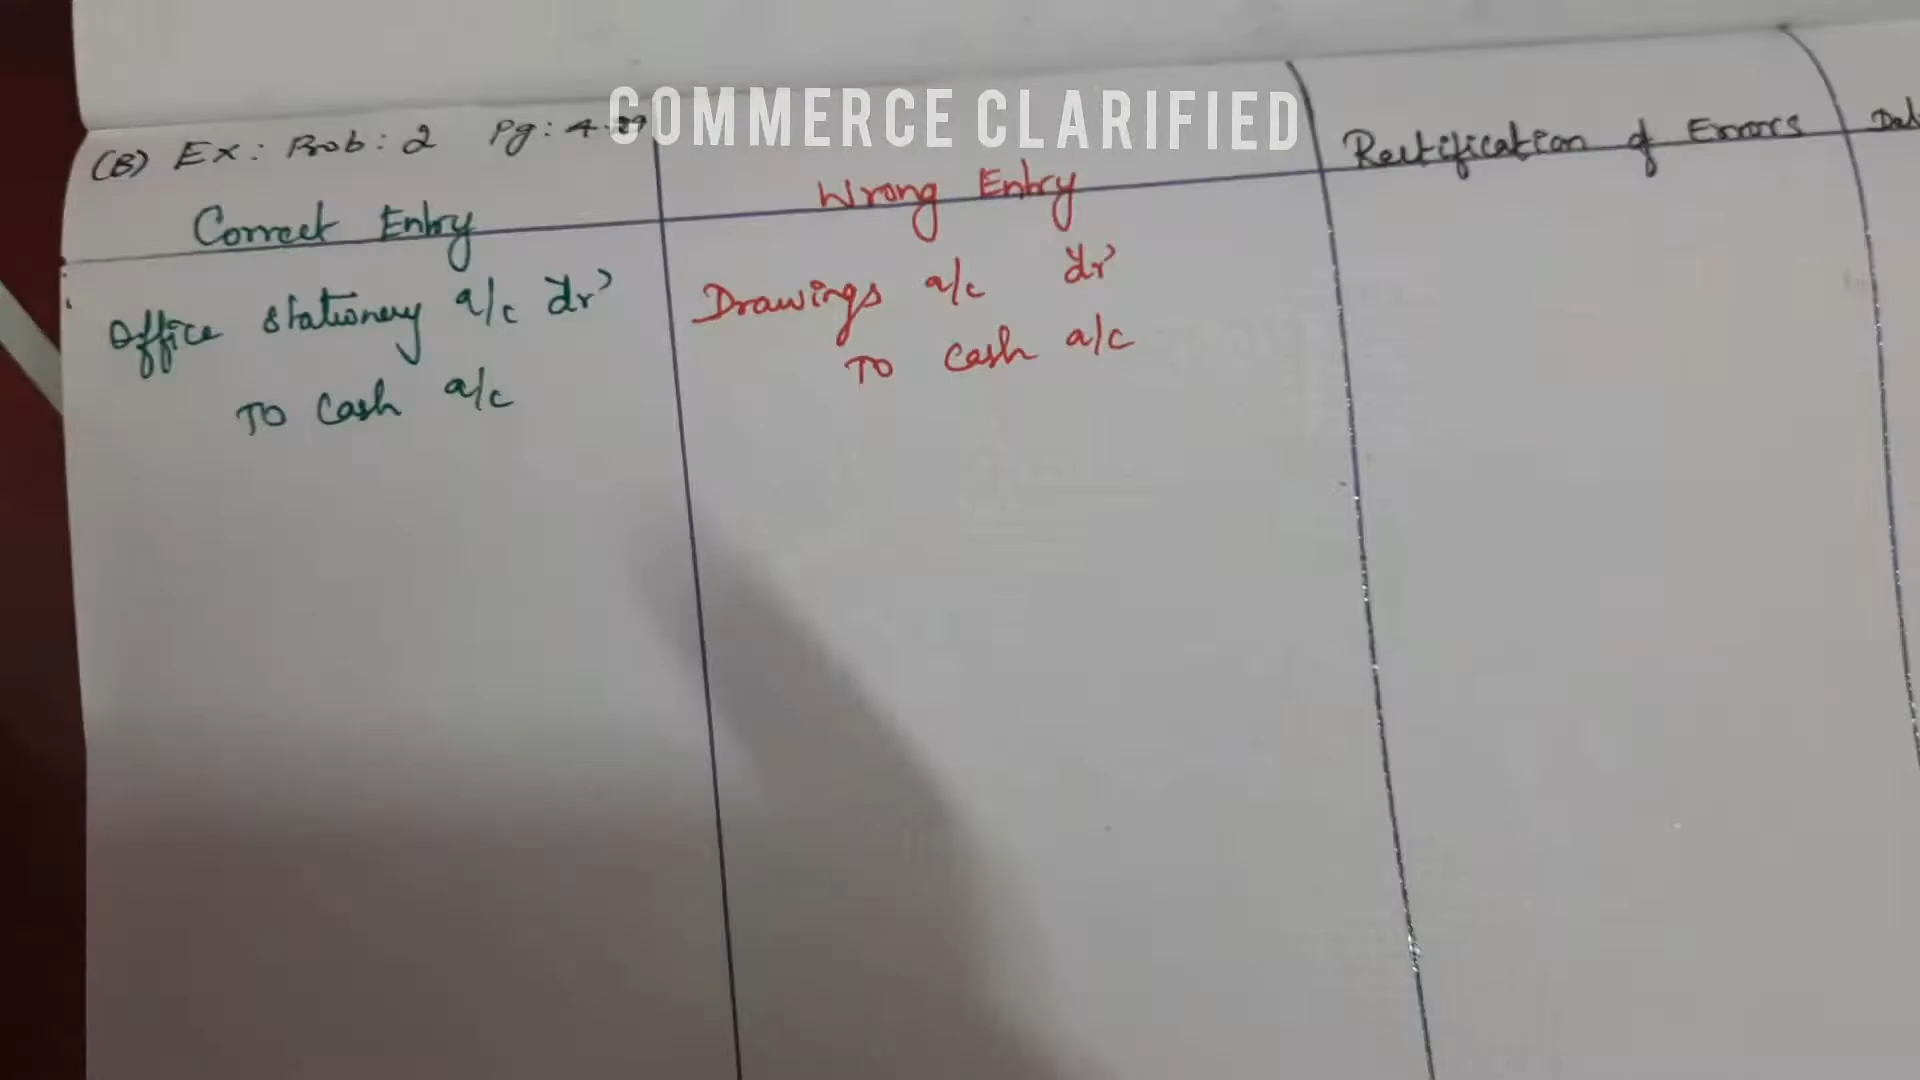 COMMERCE CLARIFIED
(B) Ex: Prob: 2 Pg: 4.
Correct Entry
Wrong Entry
Rectification of Errors
Office stationery a/c dr
To Cash a/c
Drawings a/c dr
To Cash a/c